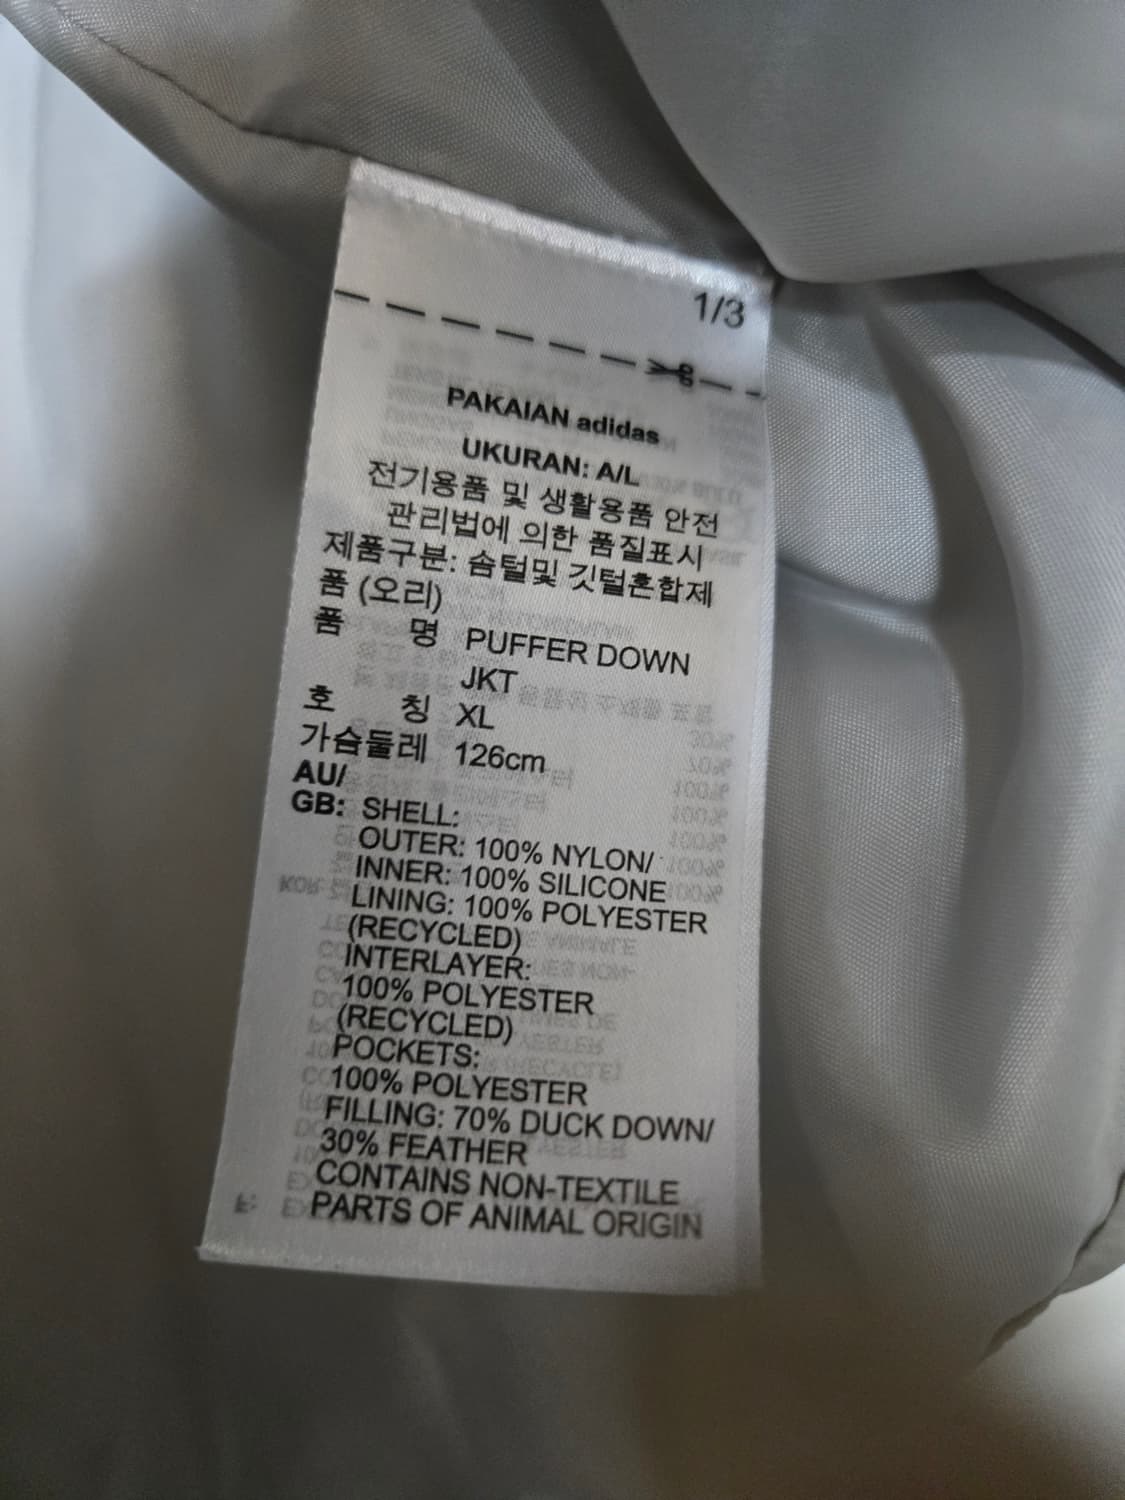 1/3
PAKAIAN adidas
UKURAN: A/L
전기용품 및 생활용품 안전
관리법에 의한 품질표시
제품구분: 솜털및 깃털혼합제
품 (오리)
품 명 PUFFER DOWN
JKT
호 칭 XL
가슴둘레 126cm
AU/
GB: SHELL:
OUTER: 100% NYLON/
INNER: 100% SILICONE
LINING: 100% POLYESTER
(RECYCLED)
INTERLAYER:
100% POLYESTER
(RECYCLED)
POCKETS:
100% POLYESTER
FILLING: 70% DUCK DOWN/
30% FEATHER
CONTAINS NON-TEXTILE
PARTS OF ANIMAL ORIGIN